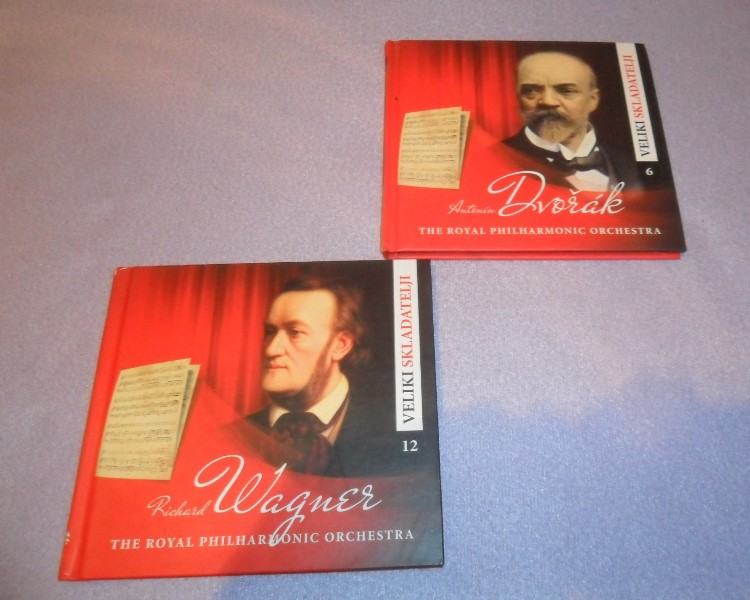 VELIKI SKLADATELJI
6
Antonín Dvořák
THE ROYAL PHILHARMONIC ORCHESTRA
VELIKI SKLADATELJI
12
Richard Wagner
THE ROYAL PHILHARMONIC ORCHESTRA